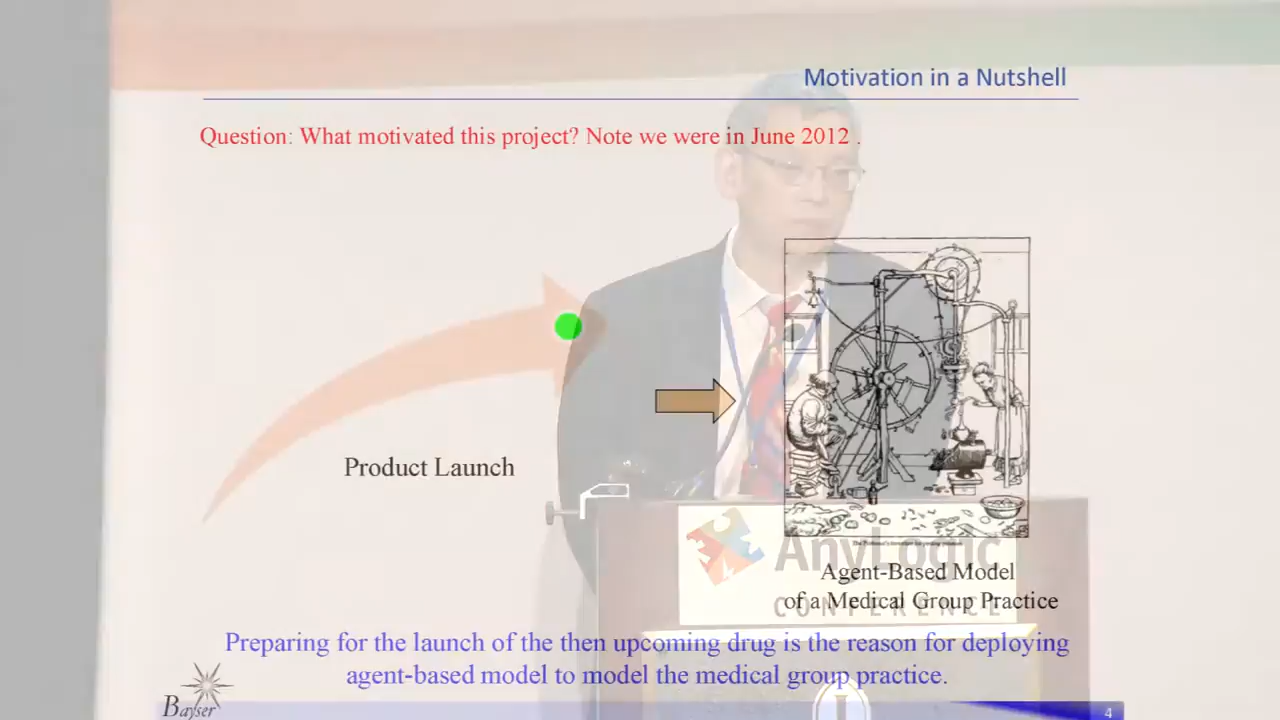 Motivation in a Nutshell
Question: What motivated this project? Note we were in June 2012 .
Product Launch
AnyLogic
CONFERENCE
Agent-Based Model
of a Medical Group Practice
Preparing for the launch of the then upcoming drug is the reason for deploying
agent-based model to model the medical group practice.
Bayser
4